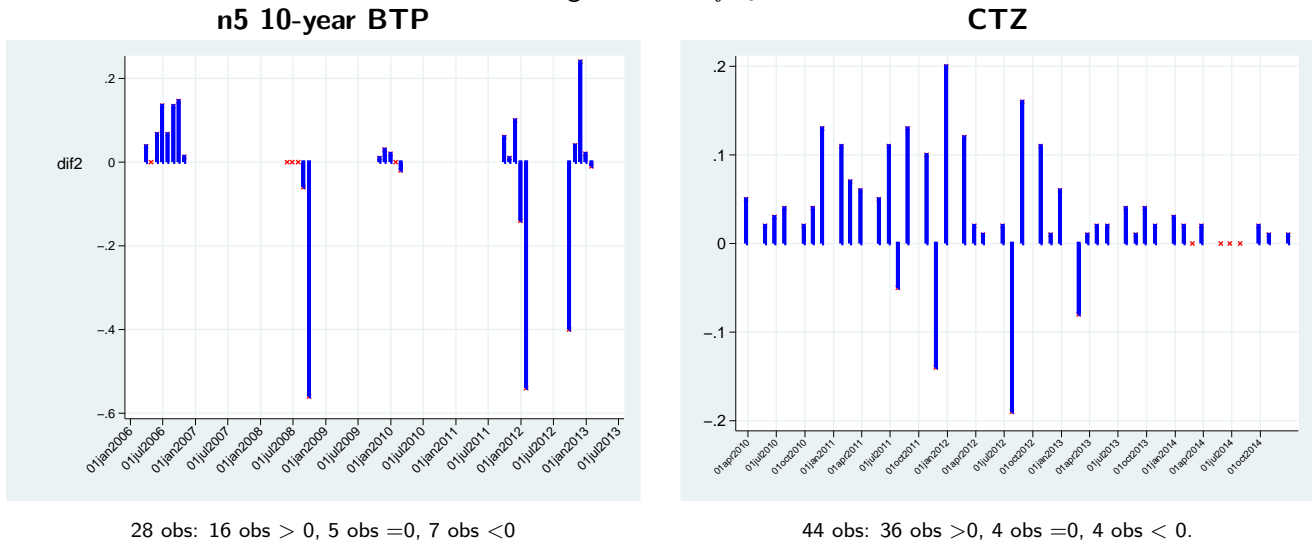 n5 10-year BTP
dif2
.2
0
−.2
−.4
−.6
01jan2006
01jul2006
01jan2007
01jul2007
01jan2008
01jul2008
01jan2009
01jul2009
01jan2010
01jul2010
01jan2011
01jul2011
01jan2012
01jul2012
01jan2013
01jul2013
28 obs: 16 obs > 0, 5 obs =0, 7 obs <0
CTZ
.2
.1
0
−.1
−.2
01apr2010
01jul2010
01oct2010
01jan2011
01apr2011
01jul2011
01oct2011
01jan2012
01apr2012
01jul2012
01oct2012
01jan2013
01apr2013
01jul2013
01oct2013
01jan2014
01apr2014
01jul2014
01oct2014
44 obs: 36 obs >0, 4 obs =0, 4 obs < 0.